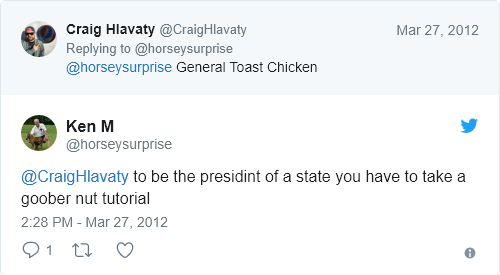 Craig Hlavaty @CraigHlavaty Mar 27, 2012
Replying to @horseysurprise
@horseysurprise General Toast Chicken
Ken M
@horseysurprise
@CraigHlavaty to be the presidint of a state you have to take a
goober nut tutorial
2:28 PM - Mar 27, 2012
1